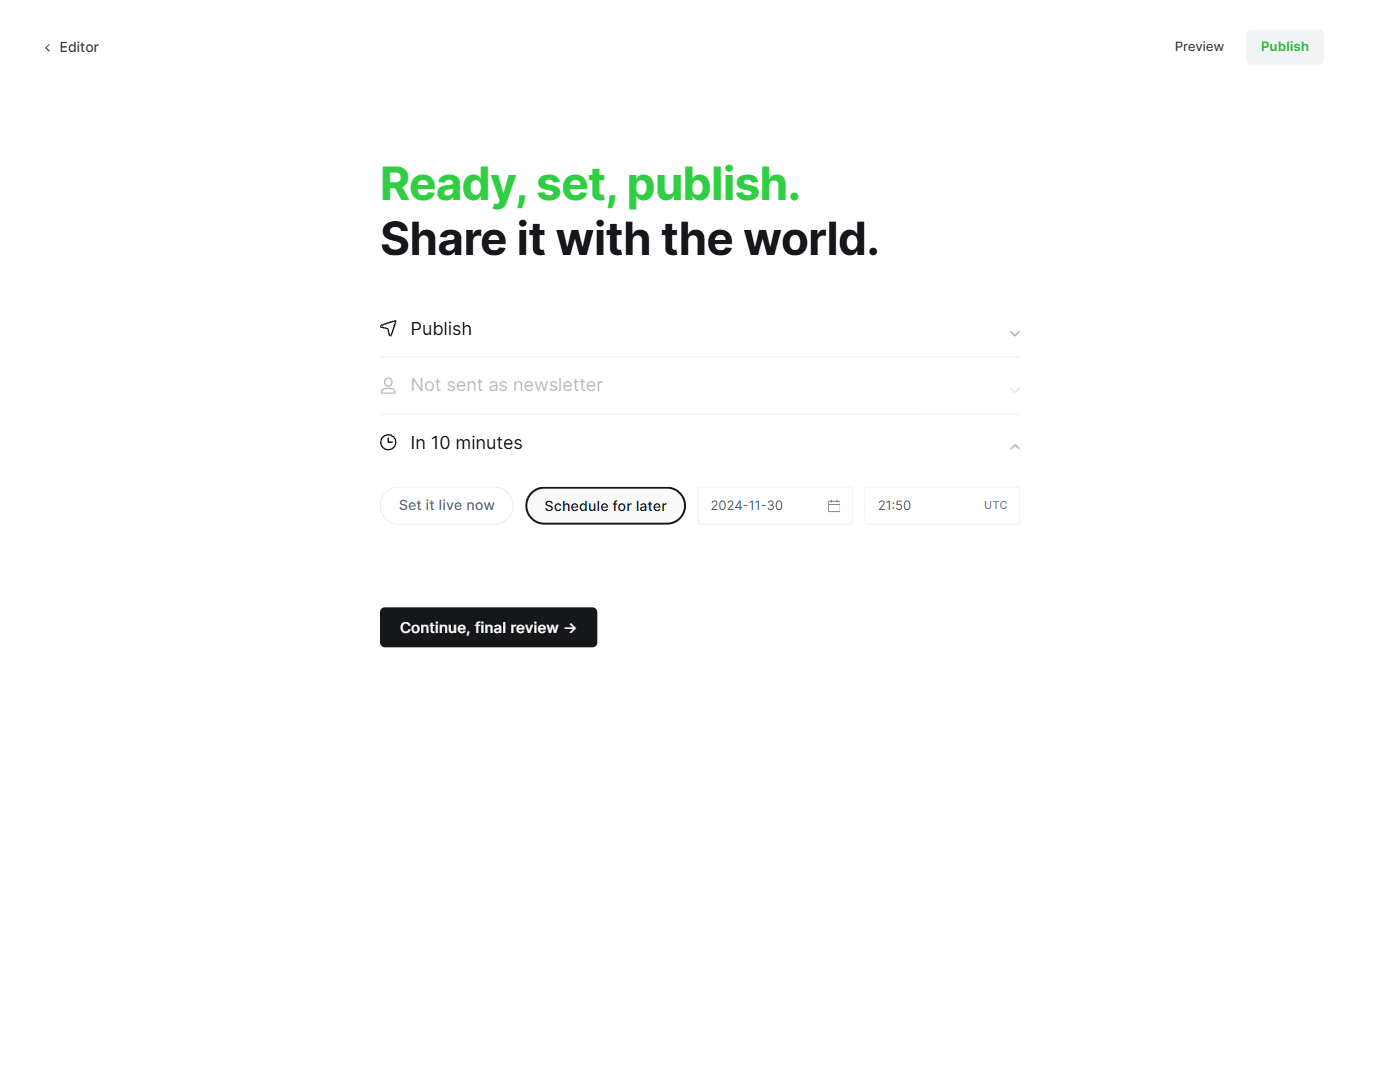 Editor
Preview
Publish
Ready, set, publish.
Share it with the world.
Publish
Not sent as newsletter
In 10 minutes
Set it live now
Schedule for later
2024-11-30
21:50
UTC
Continue, final review →